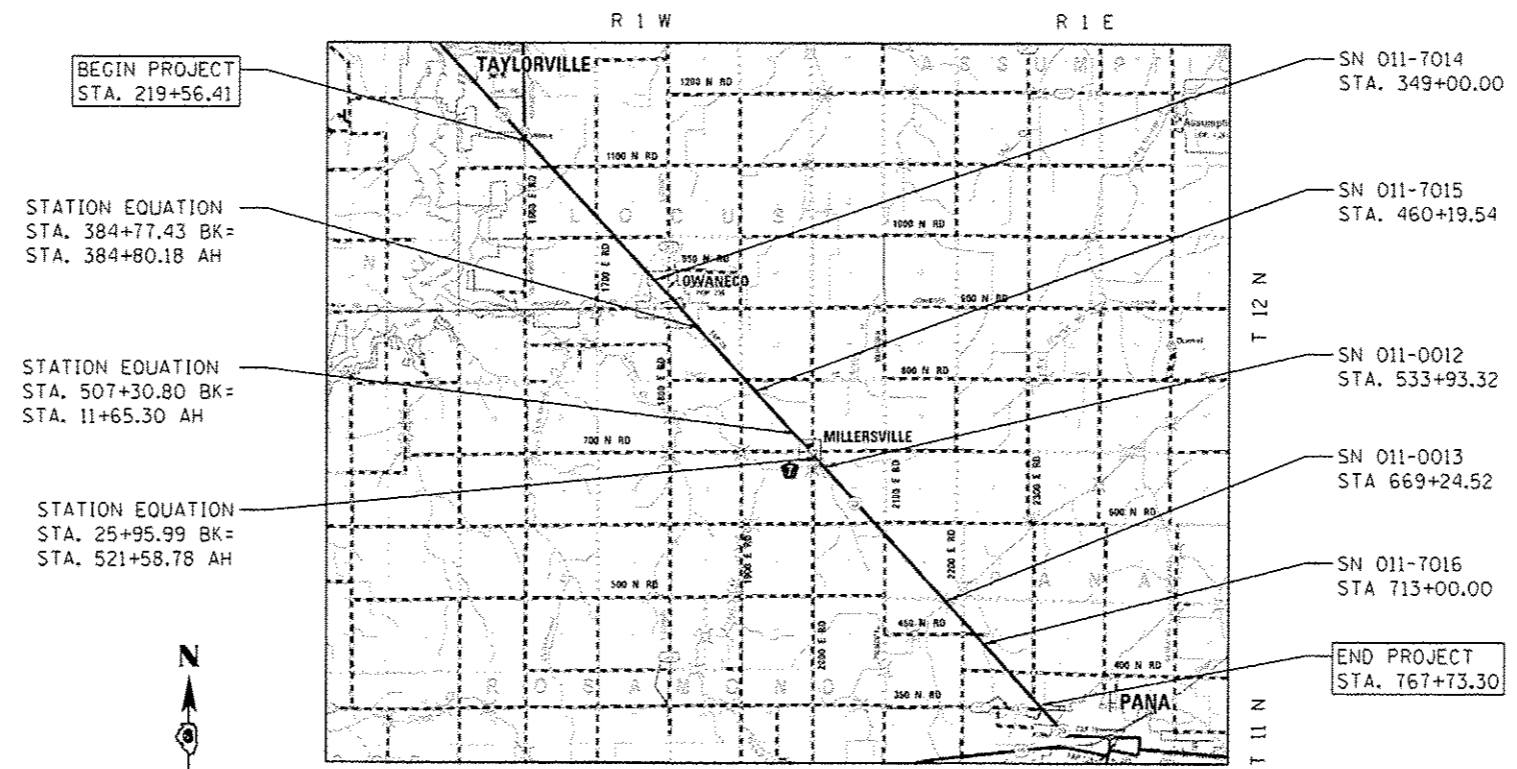 R 1 W
R 1 E
BEGIN PROJECT
STA. 219+56.41
STATION EQUATION
STA. 384+77.43 BK=
STA. 384+80.18 AH
STATION EQUATION
STA. 507+30.80 BK=
STA. 11+65.30 AH
STATION EQUATION
STA. 25+95.99 BK=
STA. 521+58.78 AH
N
TAYLORVILLE
1200 N RD
A S S U M P T I O
Assumpti
1100 N RD
1600 E RD
L O C U S T
1000 N RD
1700 E RD
950 N RD
OWANECO
900 N RD
800 N RD
1800 E RD
700 N RD
MILLERSVILLE
7
2100 E RD
2300 E RD
600 N RD
1900 E RD
2200 E RD
500 N RD
P A N A
450 N RD
2000 E RD
400 N RD
R O S A M O N D
350 N RD
PANA
SN 011-7014
STA. 349+00.00
SN 011-7015
STA. 460+19.54
T 12 N
SN 011-0012
STA. 533+93.32
SN 011-0013
STA 669+24.52
SN 011-7016
STA 713+00.00
END PROJECT
STA. 767+73.30
T 11 N